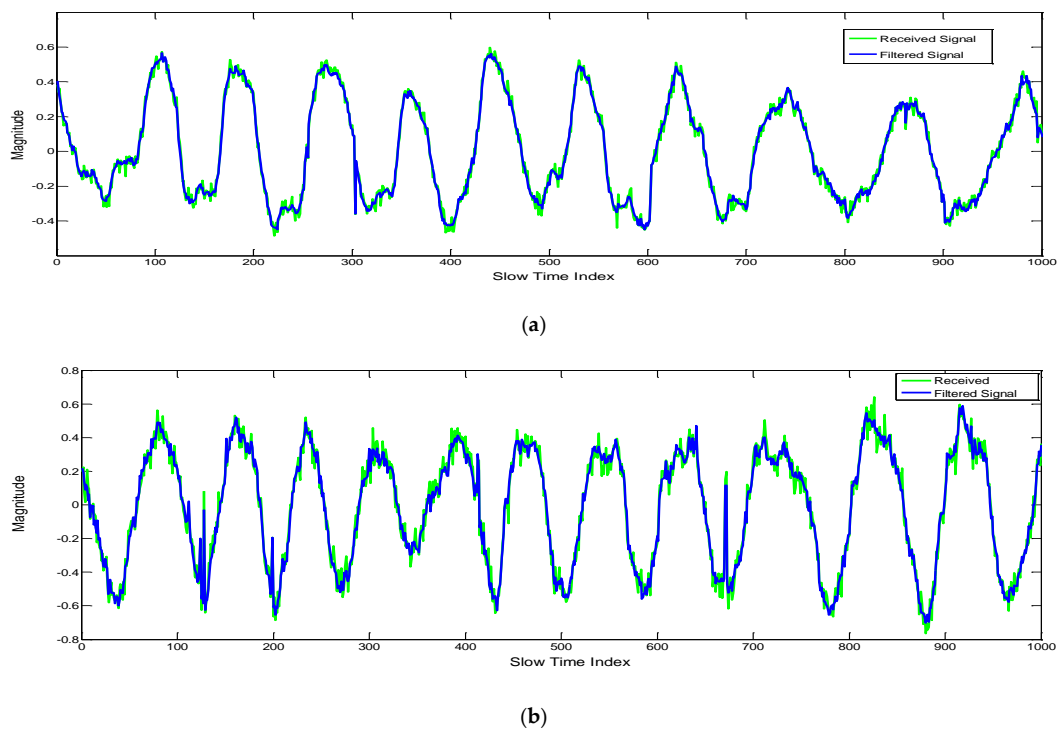 0.6
0.4
0.2
0
-0.2
-0.4
Magnitude
Received Signal
Filtered Signal
0 100 200 300 400 500 600 700 800 900 1000
Slow Time Index
(a)
0.8
0.6
0.4
0.2
0
-0.2
-0.4
-0.6
-0.8
Magnitude
Received
Filtered Signal
0 100 200 300 400 500 600 700 800 900 1000
Slow Time Index
(b)